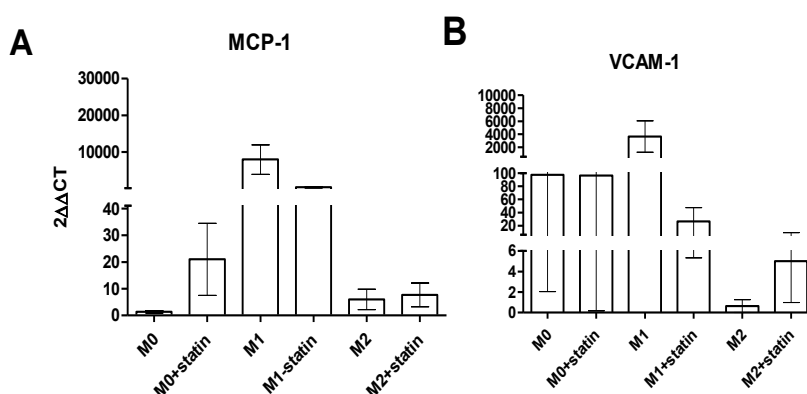 A
MCP-1
2ΔΔCT
30000
20000
10000
40
30
20
10
0
M0
M0+statin
M1
M1-statin
M2
M2+statin
B
VCAM-1
10000
8000
6000
4000
2000
100
80
60
40
20
6
4
2
0
M0
M0+statin
M1
M1+statin
M2
M2+statin